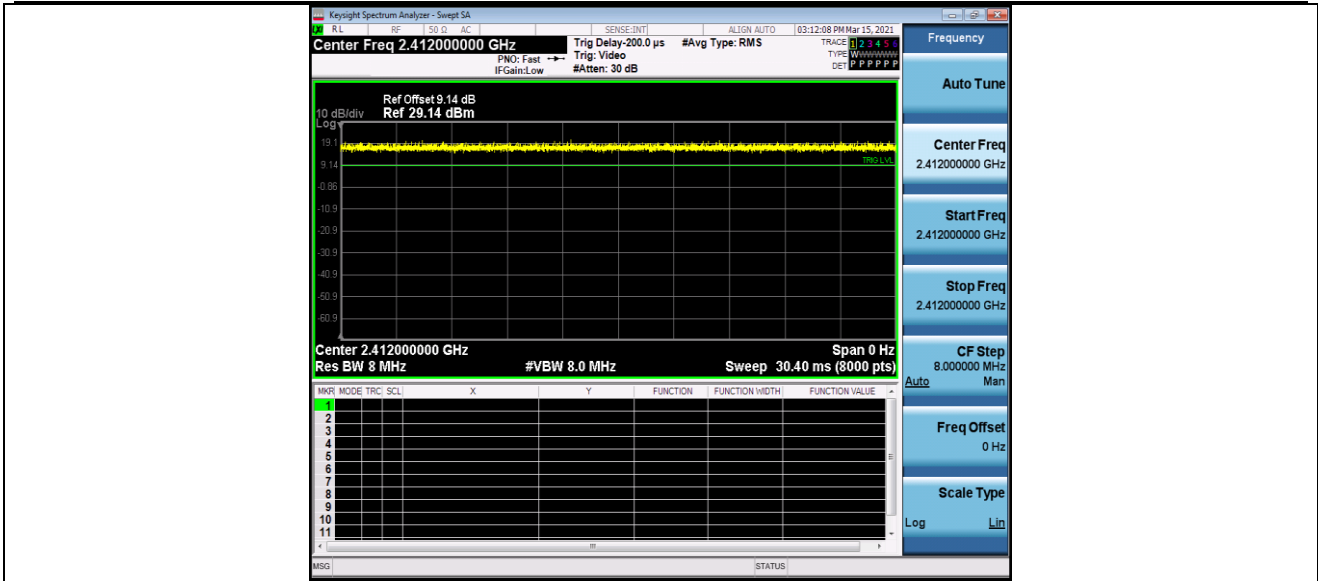 Keysight Spectrum Analyzer - Swept SA
RL RF 50 Ω AC SENSE:INT ALIGN AUTO 03:12:08 PM Mar 15, 2021
Center Freq 2.412000000 GHz
PNO: Fast
IFGain:Low
Trig Delay-200.0 µs
Trig: Video
#Atten: 30 dB
#Avg Type: RMS
TRACE 1 2 3 4 5 6
TYPE WWWWWW
DET P P P P P P
Ref Offset 9.14 dB
10 dB/div Ref 29.14 dBm
Log
19.1
9.14
TRIG LVL
-0.86
-10.9
-20.9
-30.9
-40.9
-50.9
-60.9
Center 2.412000000 GHz Span 0 Hz
Res BW 8 MHz #VBW 8.0 MHz Sweep 30.40 ms (8000 pts)
MKR MODE TRC SCL X Y FUNCTION FUNCTION WIDTH FUNCTION VALUE
1
2
3
4
5
6
7
8
9
10
11
MSG STATUS
Frequency
Auto Tune
Center Freq
2.412000000 GHz
Start Freq
2.412000000 GHz
Stop Freq
2.412000000 GHz
CF Step
8.000000 MHz
Auto Man
Freq Offset
0 Hz
Scale Type
Log Lin